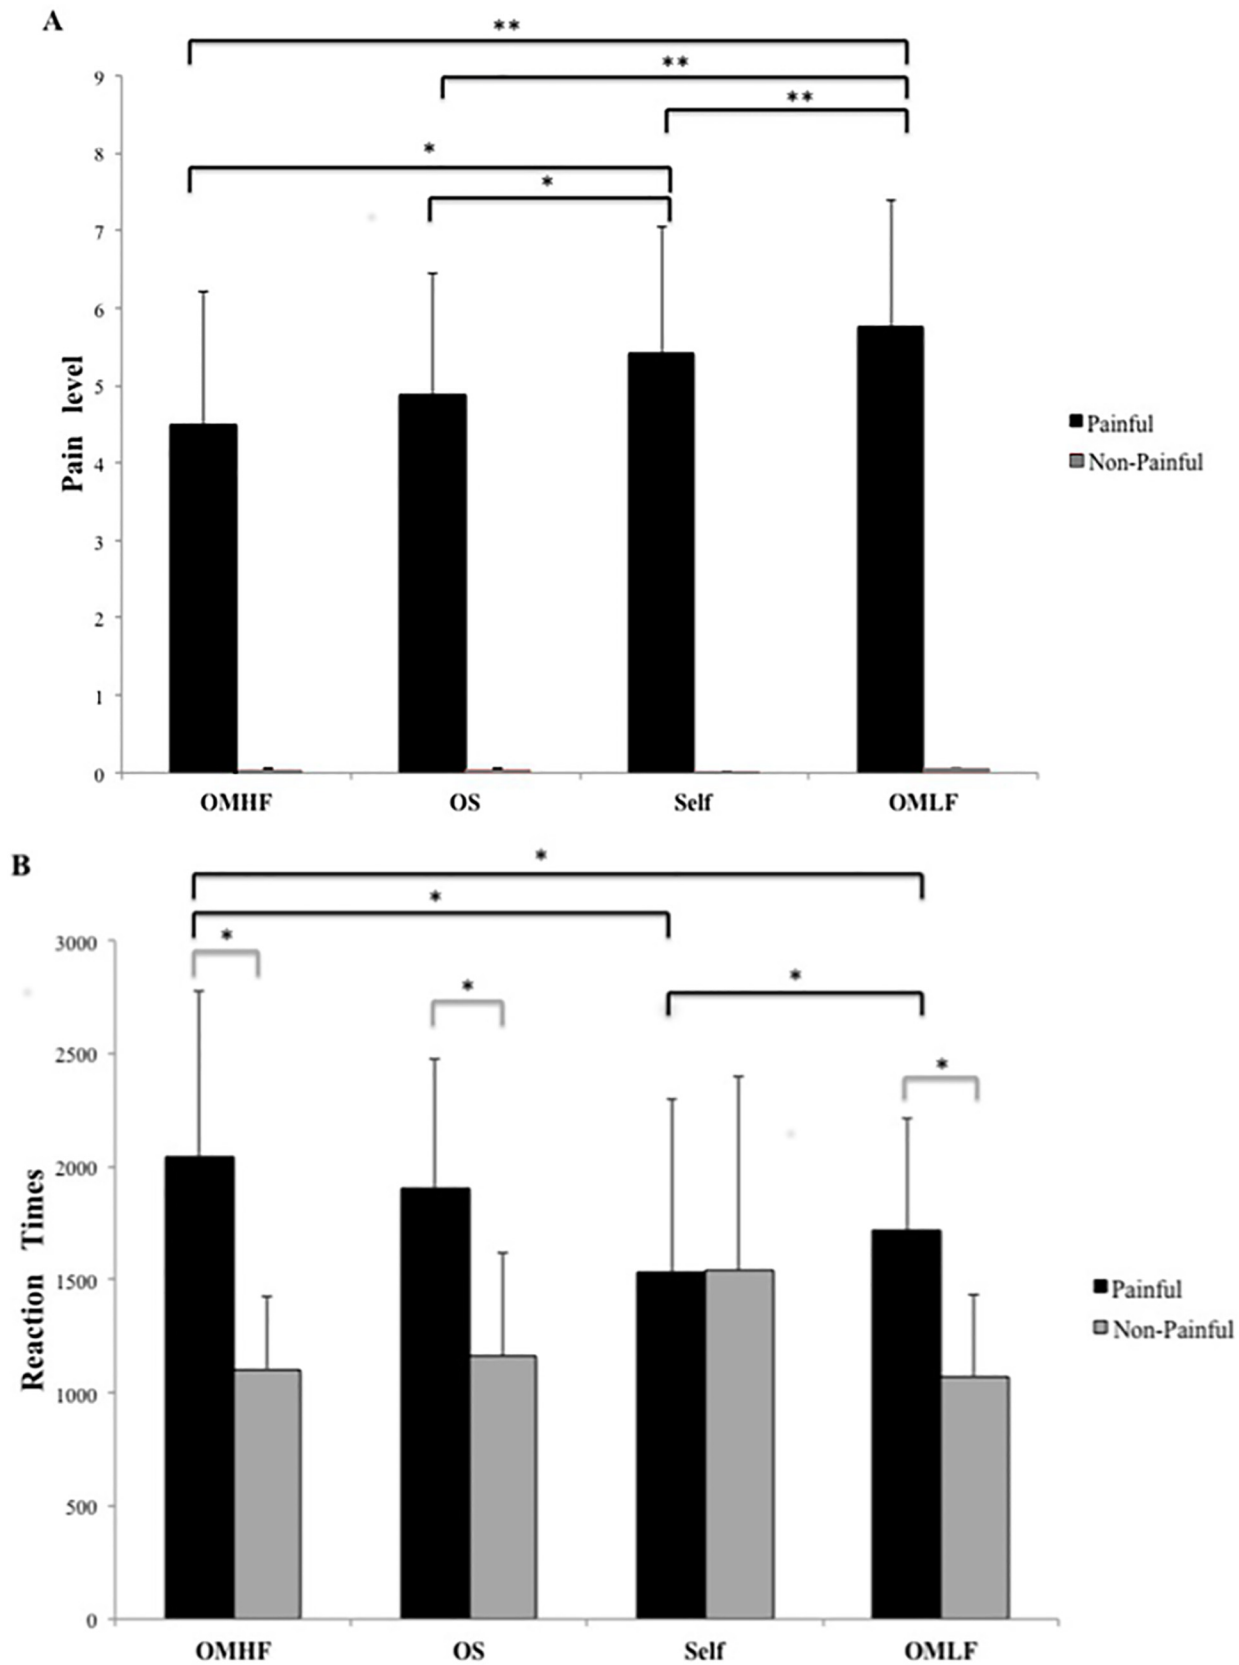 A
**
**
**
*
*
9
8
7
6
5
4
3
2
1
0
Pain level
Painful
Non-Painful
OMHF OS Self OMLF
B
*
*
*
*
*
*
3000
2500
2000
1500
1000
500
0
Reaction Times
Painful
Non-Painful
OMHF OS Self OMLF